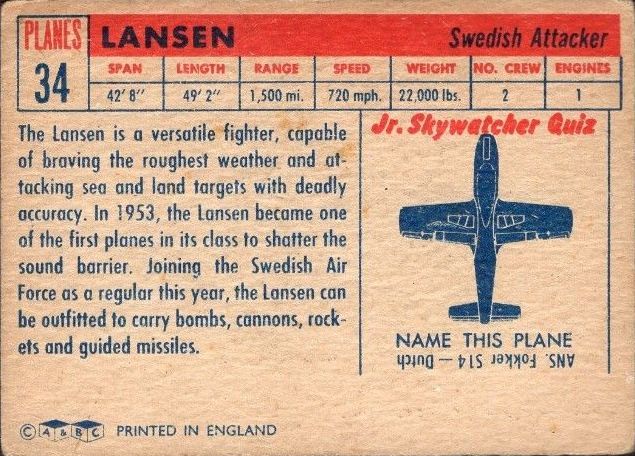 PLANES
34
LANSEN
Swedish Attacker
SPAN LENGTH RANGE SPEED WEIGHT NO. CREW ENGINES
42' 8" 49' 2" 1,500 mi. 720 mph. 22,000 lbs. 2 1
The Lansen is a versatile fighter, capable
of braving the roughest weather and at-
tacking sea and land targets with deadly
accuracy. In 1953, the Lansen became one
of the first planes in its class to shatter the
sound barrier. Joining the Swedish Air
Force as a regular this year, the Lansen can
be outfitted to carry bombs, cannons, rock-
ets and guided missiles.
Jr. Skywatcher Quiz
NAME THIS PLANE
ANS. Fokker S14 — Dutch
© A & B C PRINTED IN ENGLAND